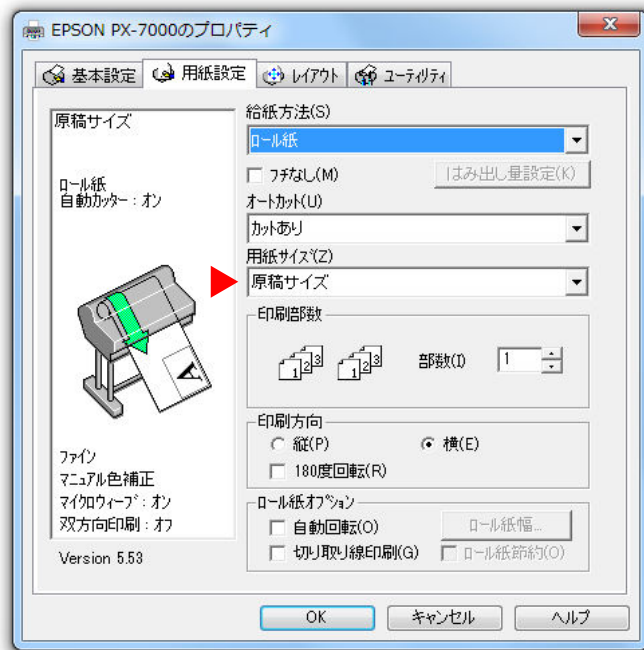 EPSON PX-7000のプロパティ
基本設定
用紙設定
レイアウト
ユーティリティ
原稿サイズ
ロール紙
自動カッター : オン
A
ファイン
マニュアル色補正
マイクロウィーブ : オン
双方向印刷 : オフ
Version 5.53
給紙方法(S)
ロール紙
フチなし(M)
はみ出し量設定(K)
オートカット(U)
カットあり
用紙サイズ(Z)
原稿サイズ
印刷部数
1 2 3 1 2 3
部数(I)
1
印刷方向
縦(P)
横(E)
180度回転(R)
ロール紙オプション
自動回転(O)
ロール紙幅...
切り取り線印刷(G)
ロール紙節約(O)
OK
キャンセル
ヘルプ